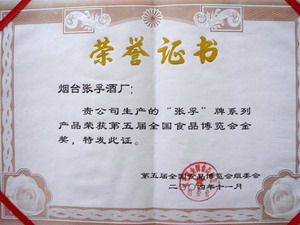 荣誉证书
烟台张孚酒厂：
贵公司生产的“张孚”牌系列
产品荣获第五届全国食品博览会金
奖，特发此证。
第五届全国食品博览会组委会
二〇〇四年十一月